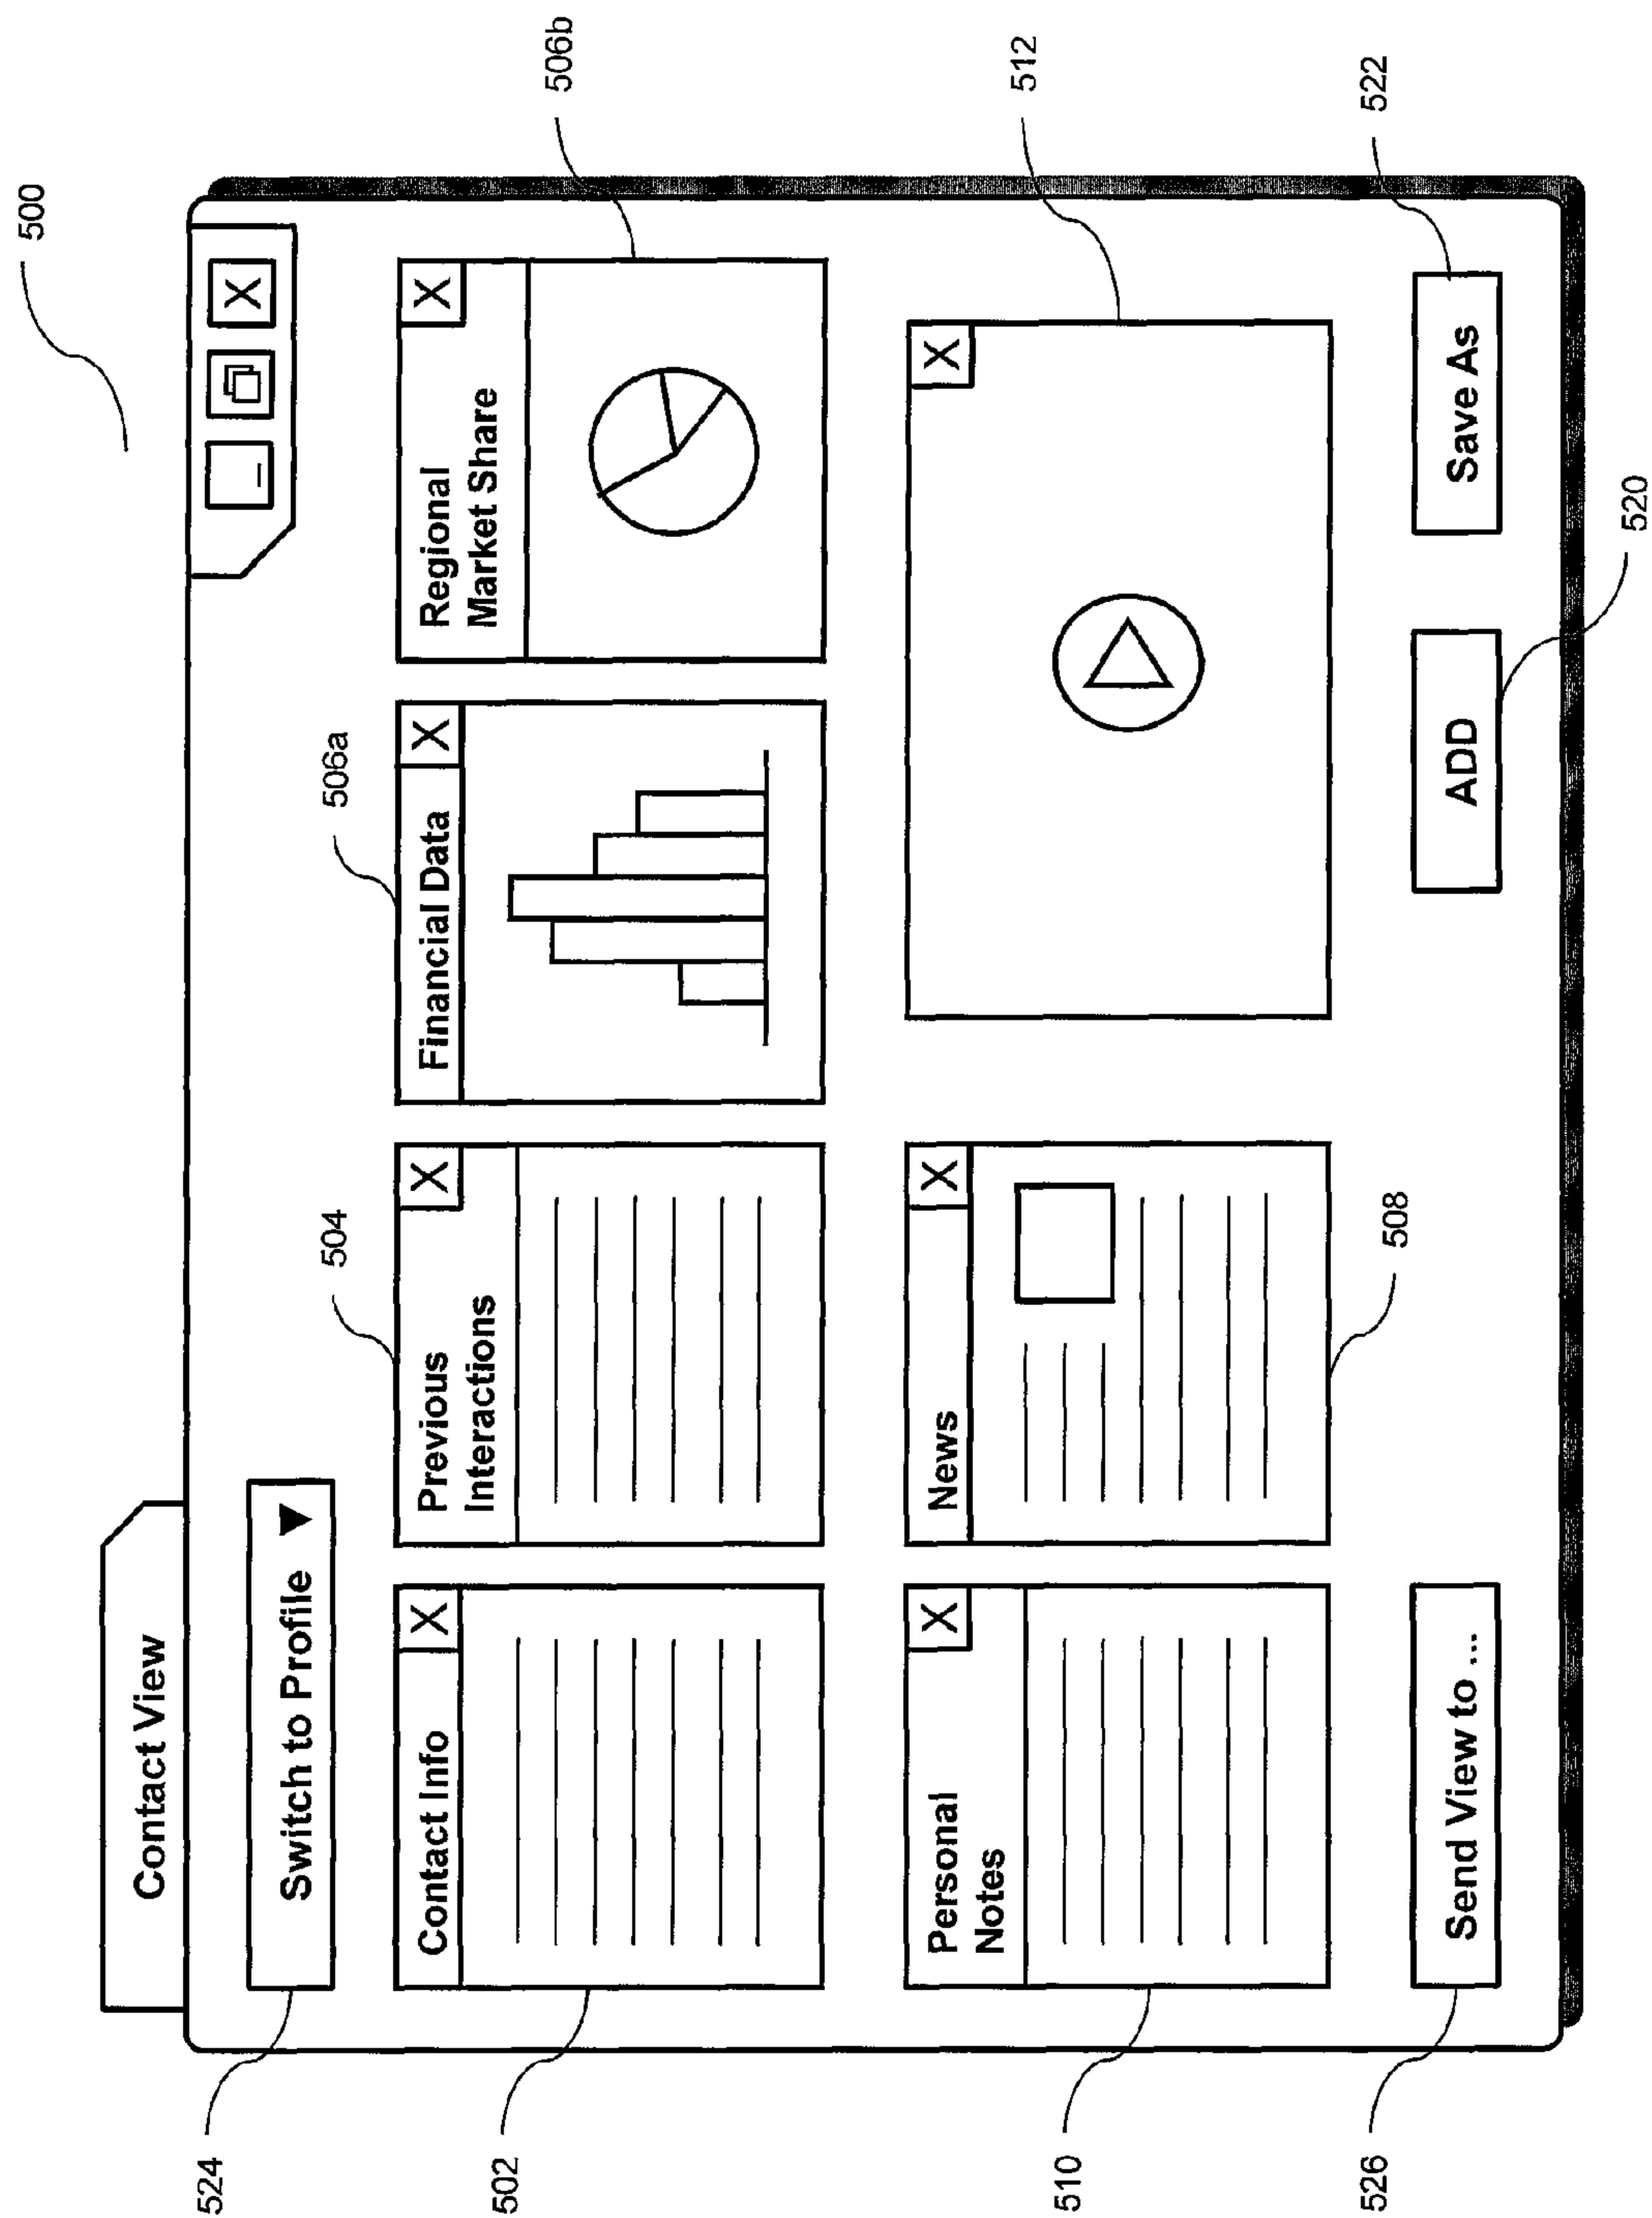 500
Contact View
524
Switch to Profile
504
506a
506b
502
Contact Info
X
Previous
Interactions
X
Financial Data
X
Regional
Market Share
X
X
510
Personal
Notes
X
News
X
508
X
512
526
Send View to ...
ADD
520
Save As
522